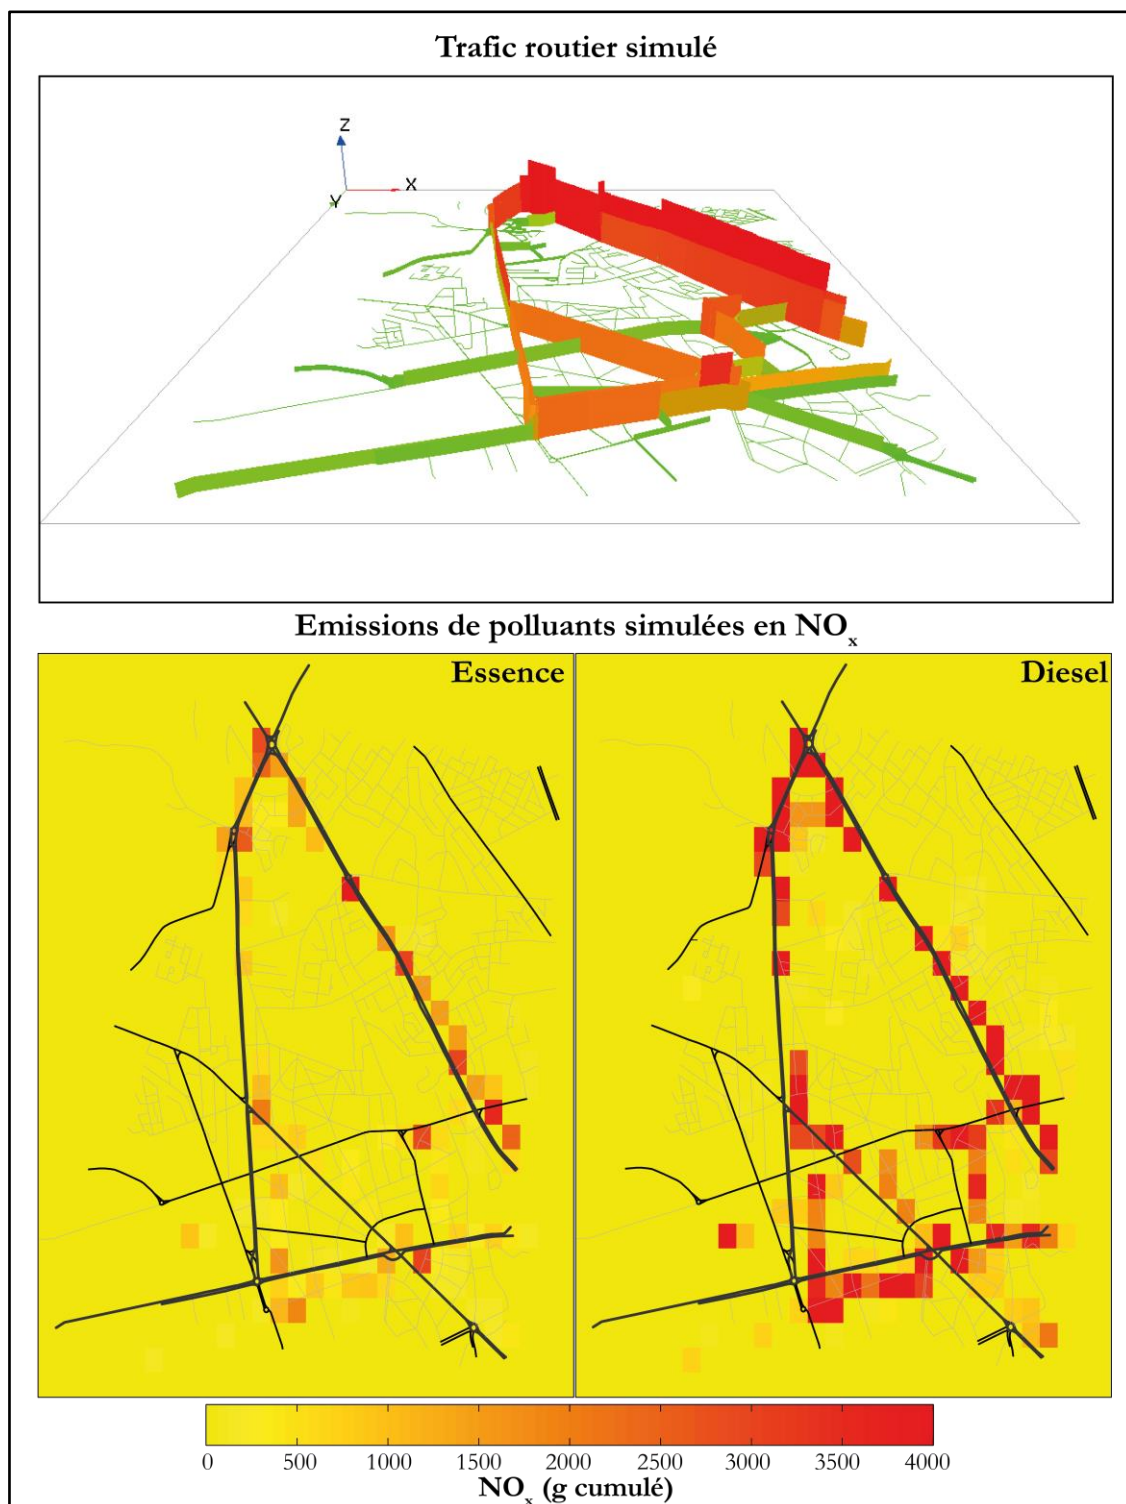 Trafic routier simulé
Z
X
Y
Emissions de polluants simulées en NOx
Essence
Diesel
0 500 1000 1500 2000 2500 3000 3500 4000
NOx (g cumulé)